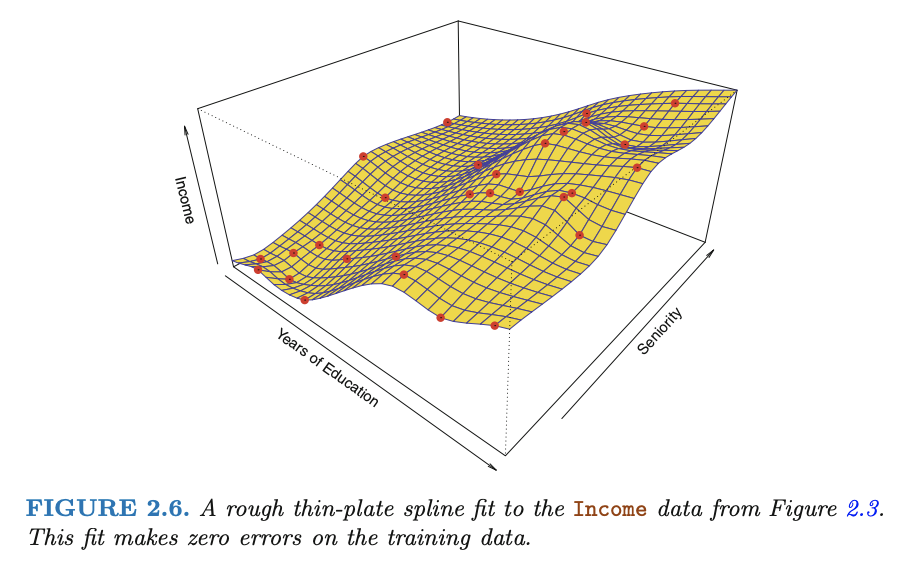 Income
Years of Education
Seniority
FIGURE 2.6. A rough thin-plate spline fit to the Income data from Figure 2.3.
This fit makes zero errors on the training data.